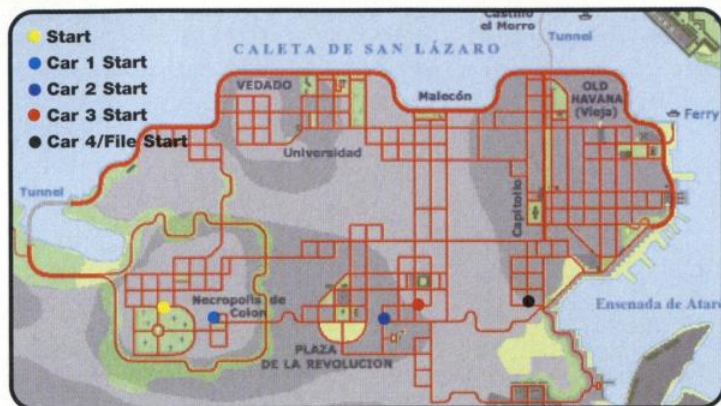 Start
Car 1 Start
Car 2 Start
Car 3 Start
Car 4/File Start
Castillo
el Morro
Tunnel
CALETA DE SAN LÁZARO
VEDADO
Malecón
OLD
HAVANA
(Vieja)
Ferry
Universidad
Tunnel
Capitolio
Necropolis de
Colon
Ensenada de Atare
PLAZA
DE LA REVOLUCION